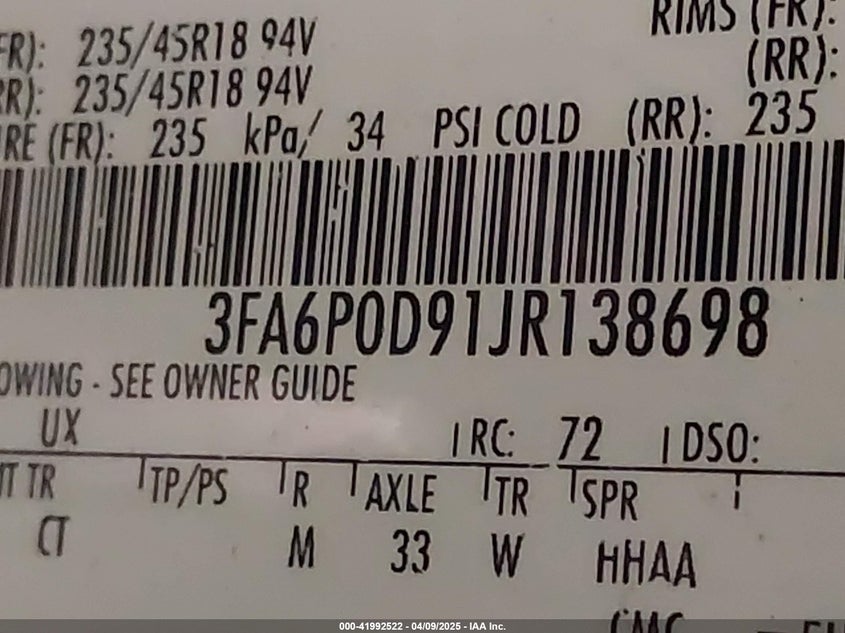 FR): 235/45R18 94V RIMS (FR):
RR): 235/45R18 94V (RR):
RE (FR): 235 kPa/ 34 PSI COLD (RR): 235
3FA6P0D91JR138698
OWING - SEE OWNER GUIDE
UX RC: 72 DSO:
TR TP/PS R AXLE TR SPR
CT M 33 W HHAA
000-41992522 - 04/09/2025 - IAA Inc.